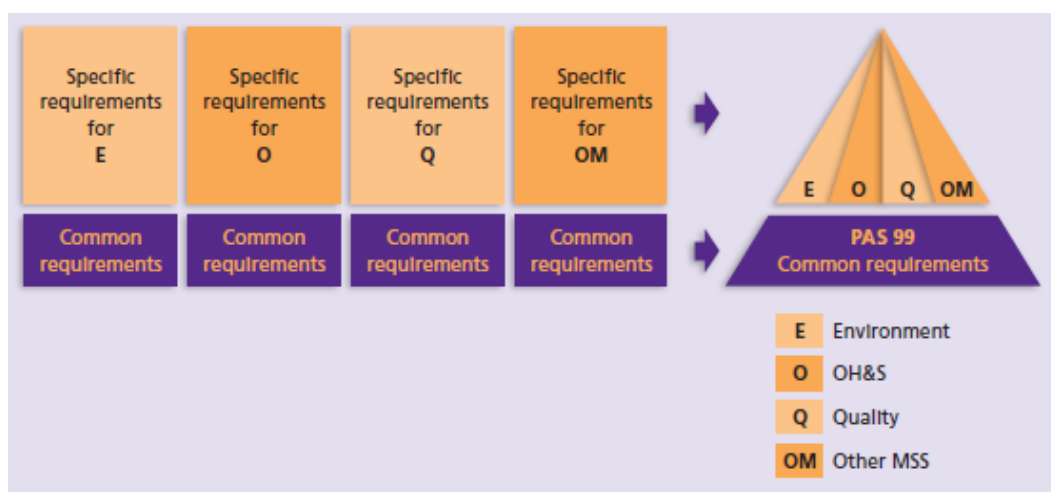 Specific
requirements
for
E
Specific
requirements
for
O
Specific
requirements
for
Q
Specific
requirements
for
OM
E O Q OM
Common
requirements
Common
requirements
Common
requirements
Common
requirements
PAS 99
Common requirements
E Environment
O OH&S
Q Quality
OM Other MSS